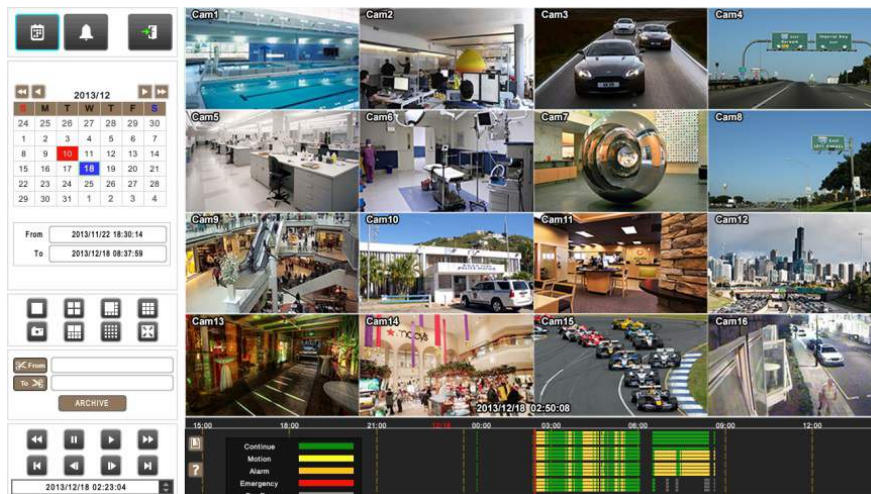 2013/12
S M T W T F S
24 25 26 27 28 29 30
1 2 3 4 5 6 7
8 9 10 11 12 13 14
15 16 17 18 19 20 21
22 23 24 25 26 27 28
29 30 31 1 2 3 4
From 2013/11/22 18:30:14
To 2013/12/18 08:37:59
From
To
ARCHIVE
2013/12/18 02:23:04
Cam1 Cam2 Cam3 Cam4
Cam5 Cam6 Cam7 Cam8
Cam9 Cam10 Cam11 Cam12
Cam13 Cam14 Cam15 Cam16
macys
2013/12/18 02:50:08
15:00 18:00 21:00 12/18 00:00 03:00 06:00 09:00 12:00
Continue
Motion
Alarm
Emergency
?